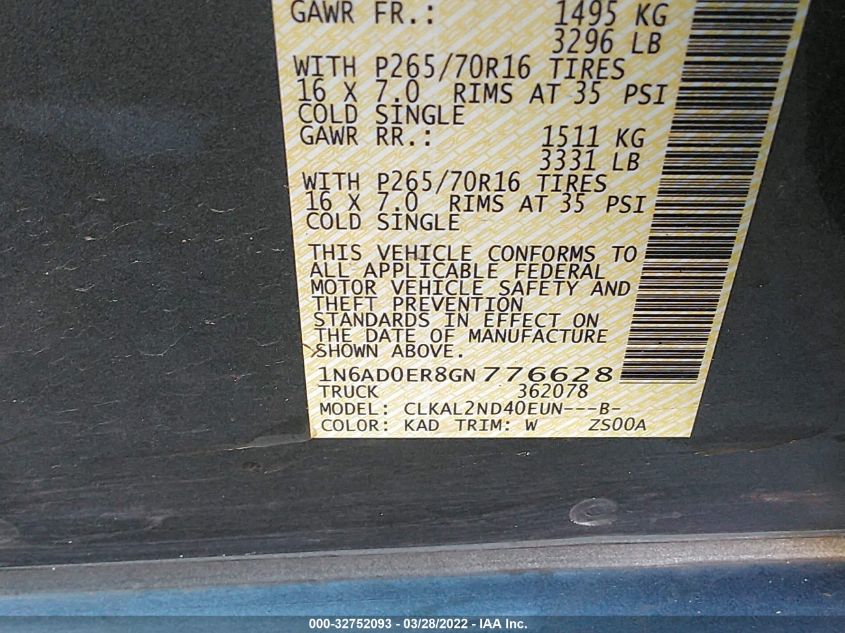 GAWR FR.: 1495 KG
3296 LB
WITH P265/70R16 TIRES
16 X 7.0 RIMS AT 35 PSI
COLD SINGLE
GAWR RR.: 1511 KG
3331 LB
WITH P265/70R16 TIRES
16 X 7.0 RIMS AT 35 PSI
COLD SINGLE
THIS VEHICLE CONFORMS TO
ALL APPLICABLE FEDERAL
MOTOR VEHICLE SAFETY AND
THEFT PREVENTION
STANDARDS IN EFFECT ON
THE DATE OF MANUFACTURE
SHOWN ABOVE.
1N6AD0ER8GN776628
TRUCK 362078
MODEL: CLKAL2ND40EUN---B-
COLOR: KAD TRIM: W ZS00A
000-32752093 - 03/28/2022 - IAA Inc.